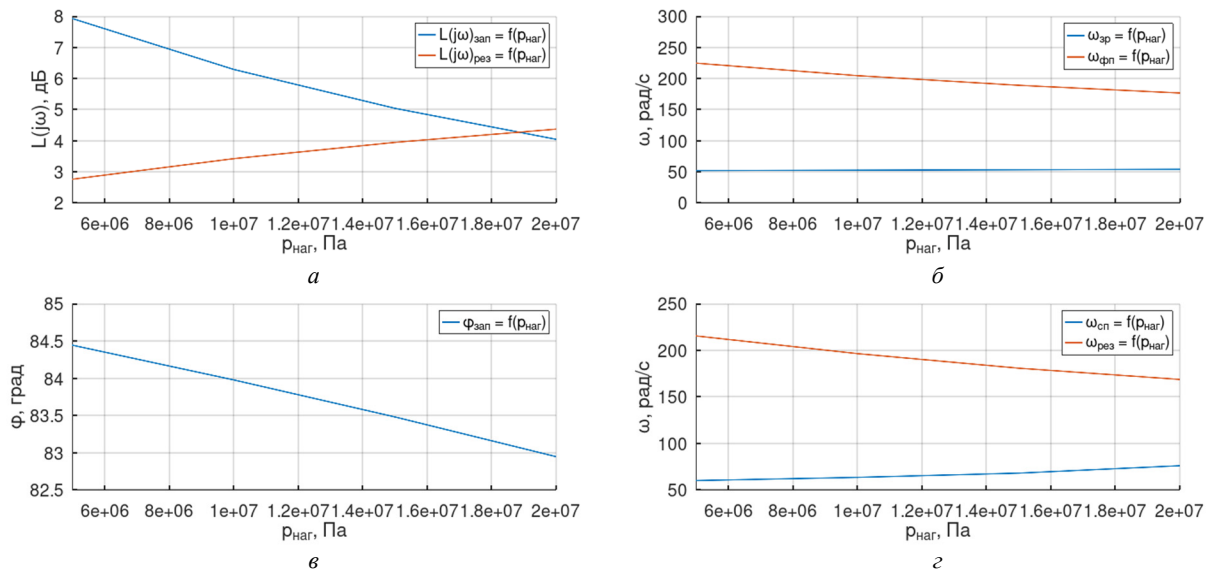 8
7
6
5
4
3
2
L(jω), дБ
L(jω)зап = f(pнаг)
L(jω)рез = f(pнаг)
6e+06 8e+06 1e+07 1.2e+07 1.4e+07 1.6e+07 1.8e+07 2e+07
pнаг, Па
а
300
250
200
150
100
50
0
ω, рад/с
ωзр = f(pнаг)
ωфп = f(pнаг)
6e+06 8e+06 1e+07 1.2e+07 1.4e+07 1.6e+07 1.8e+07 2e+07
pнаг, Па
б
85
84.5
84
83.5
83
82.5
φ, град
φзап = f(pнаг)
6e+06 8e+06 1e+07 1.2e+07 1.4e+07 1.6e+07 1.8e+07 2e+07
pнаг, Па
в
250
200
150
100
50
ω, рад/с
ωсп = f(pнаг)
ωрез = f(pнаг)
6e+06 8e+06 1e+07 1.2e+07 1.4e+07 1.6e+07 1.8e+07 2e+07
pнаг, Па
г